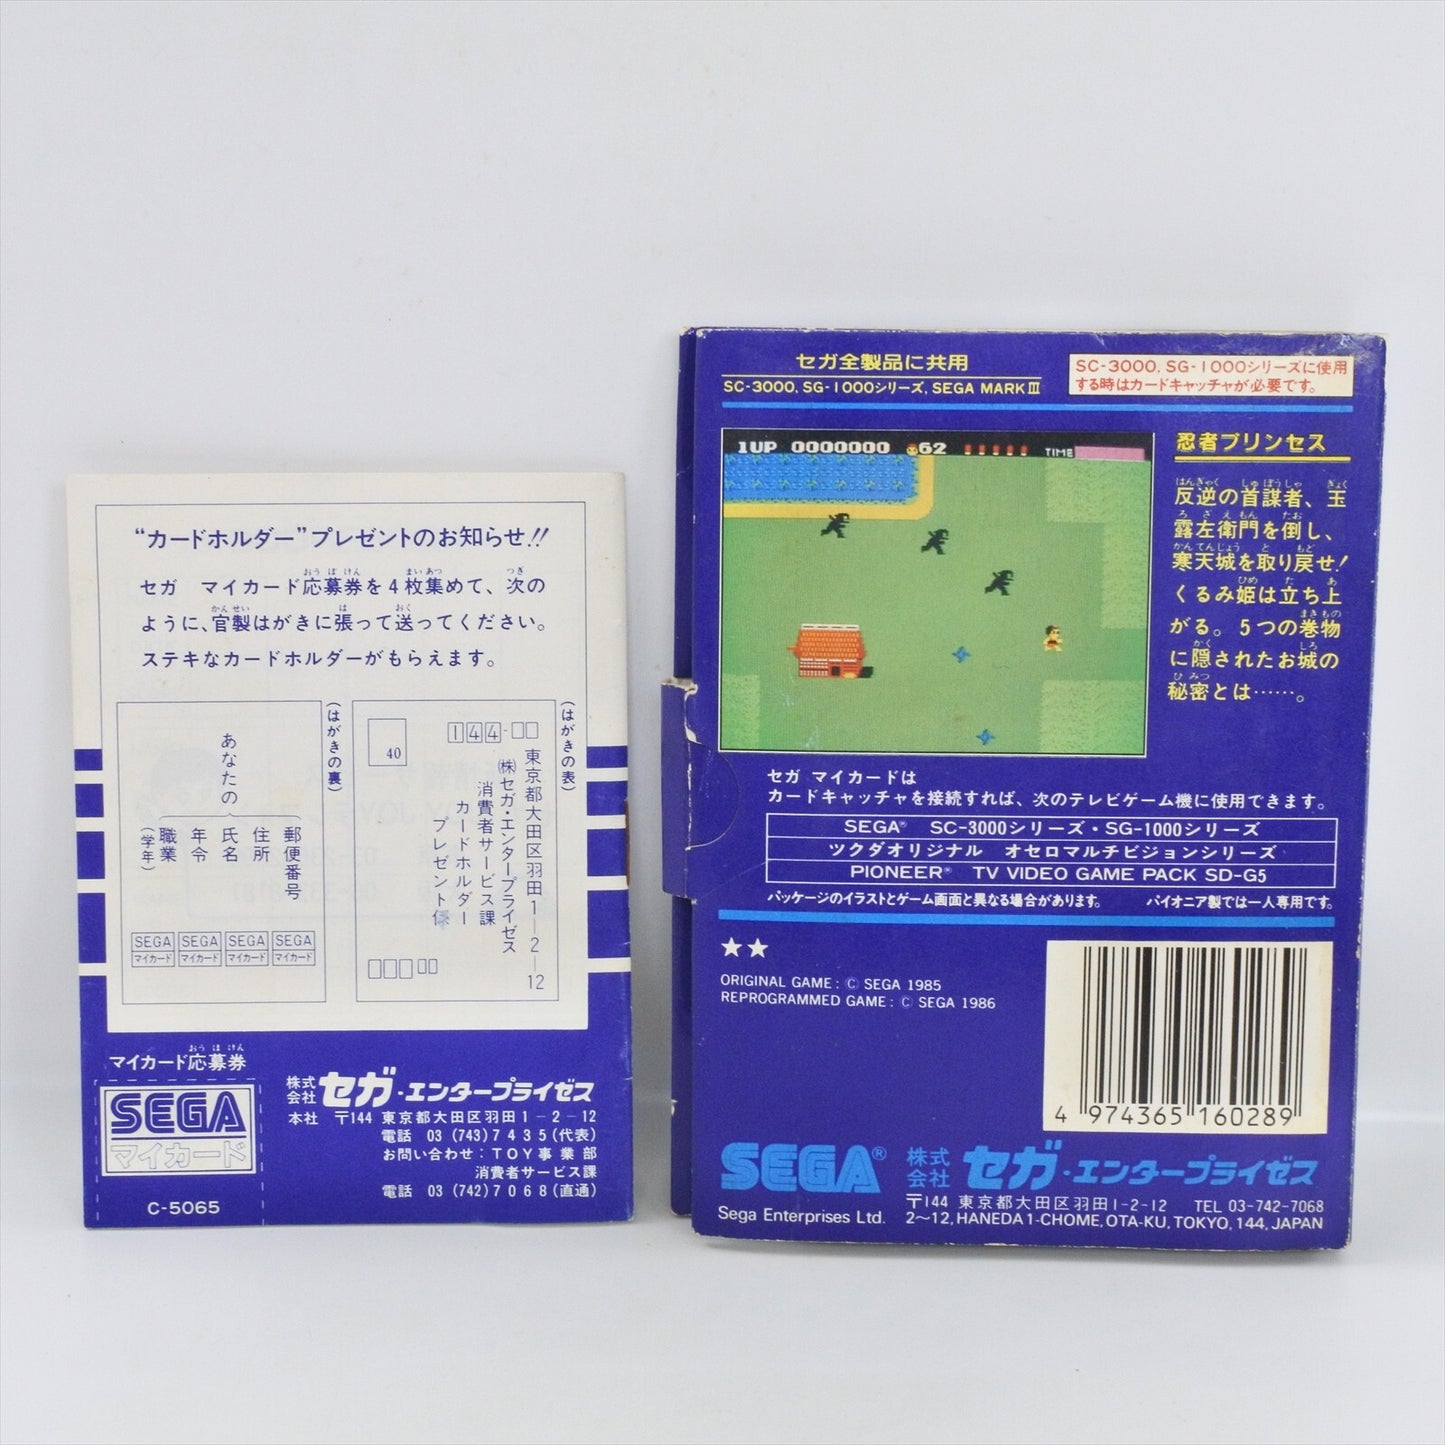 “カードホルダー”プレゼントのお知らせ!!
セガ マイカード応募券を4枚集めて、次の
ように、官製はがきに張って送ってください。
ステキなカードホルダーがもらえます。
(はがきの表)
144-
40
東京都大田区羽田1-2-12
㈱セガ・エンタープライゼス
消費者サービス課
カードホルダー
プレゼント係
(はがきの裏)
あなたの
郵便番号
住所
氏名
年令
職業
(学年)
SEGA SEGA SEGA SEGA
マイカード マイカード マイカード マイカード
マイカード応募券
SEGA
マイカード
C-5065
株式会社 セガ・エンタープライゼス
本社 〒144 東京都大田区羽田1-2-12
電話 03 (743) 7435 (代表)
お問い合わせ:TOY事業部
消費者サービス課
電話 03 (742) 7068 (直通)
セガ全製品に共用
SC-3000, SG-1000シリーズ, SEGA MARKⅢ
SC-3000, SG-1000シリーズに使用
する時はカードキャッチャが必要です。
1UP 0000000 62 TIME
忍者プリンセス
反逆の首謀者、玉
露左衛門を倒し、
寒天城を取り戻せ!
くるみ姫は立ち上
がる。5つの巻物
に隠されたお城の
秘密とは……。
セガ マイカードは
カードキャッチャを接続すれば、次のテレビゲーム機に使用できます。
SEGA® SC-3000シリーズ・SG-1000シリーズ
ツクダオリジナル オセロマルチビジョンシリーズ
PIONEER® TV VIDEO GAME PACK SD-G5
パッケージのイラストとゲーム画面と異なる場合があります。 パイオニア製では一人専用です。
★★
ORIGINAL GAME : © SEGA 1985
REPROGRAMMED GAME : © SEGA 1986
4 974365 160289
SEGA® 株式会社 セガ・エンタープライゼス
〒144 東京都大田区羽田1-2-12 TEL 03-742-7068
Sega Enterprises Ltd. 2~12, HANEDA 1-CHOME, OTA-KU, TOKYO, 144, JAPAN